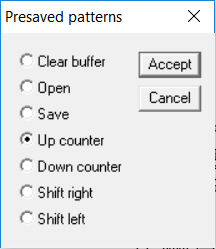 Presaved patterns
Clear buffer
Accept
Open
Cancel
Save
Up counter
Down counter
Shift right
Shift left